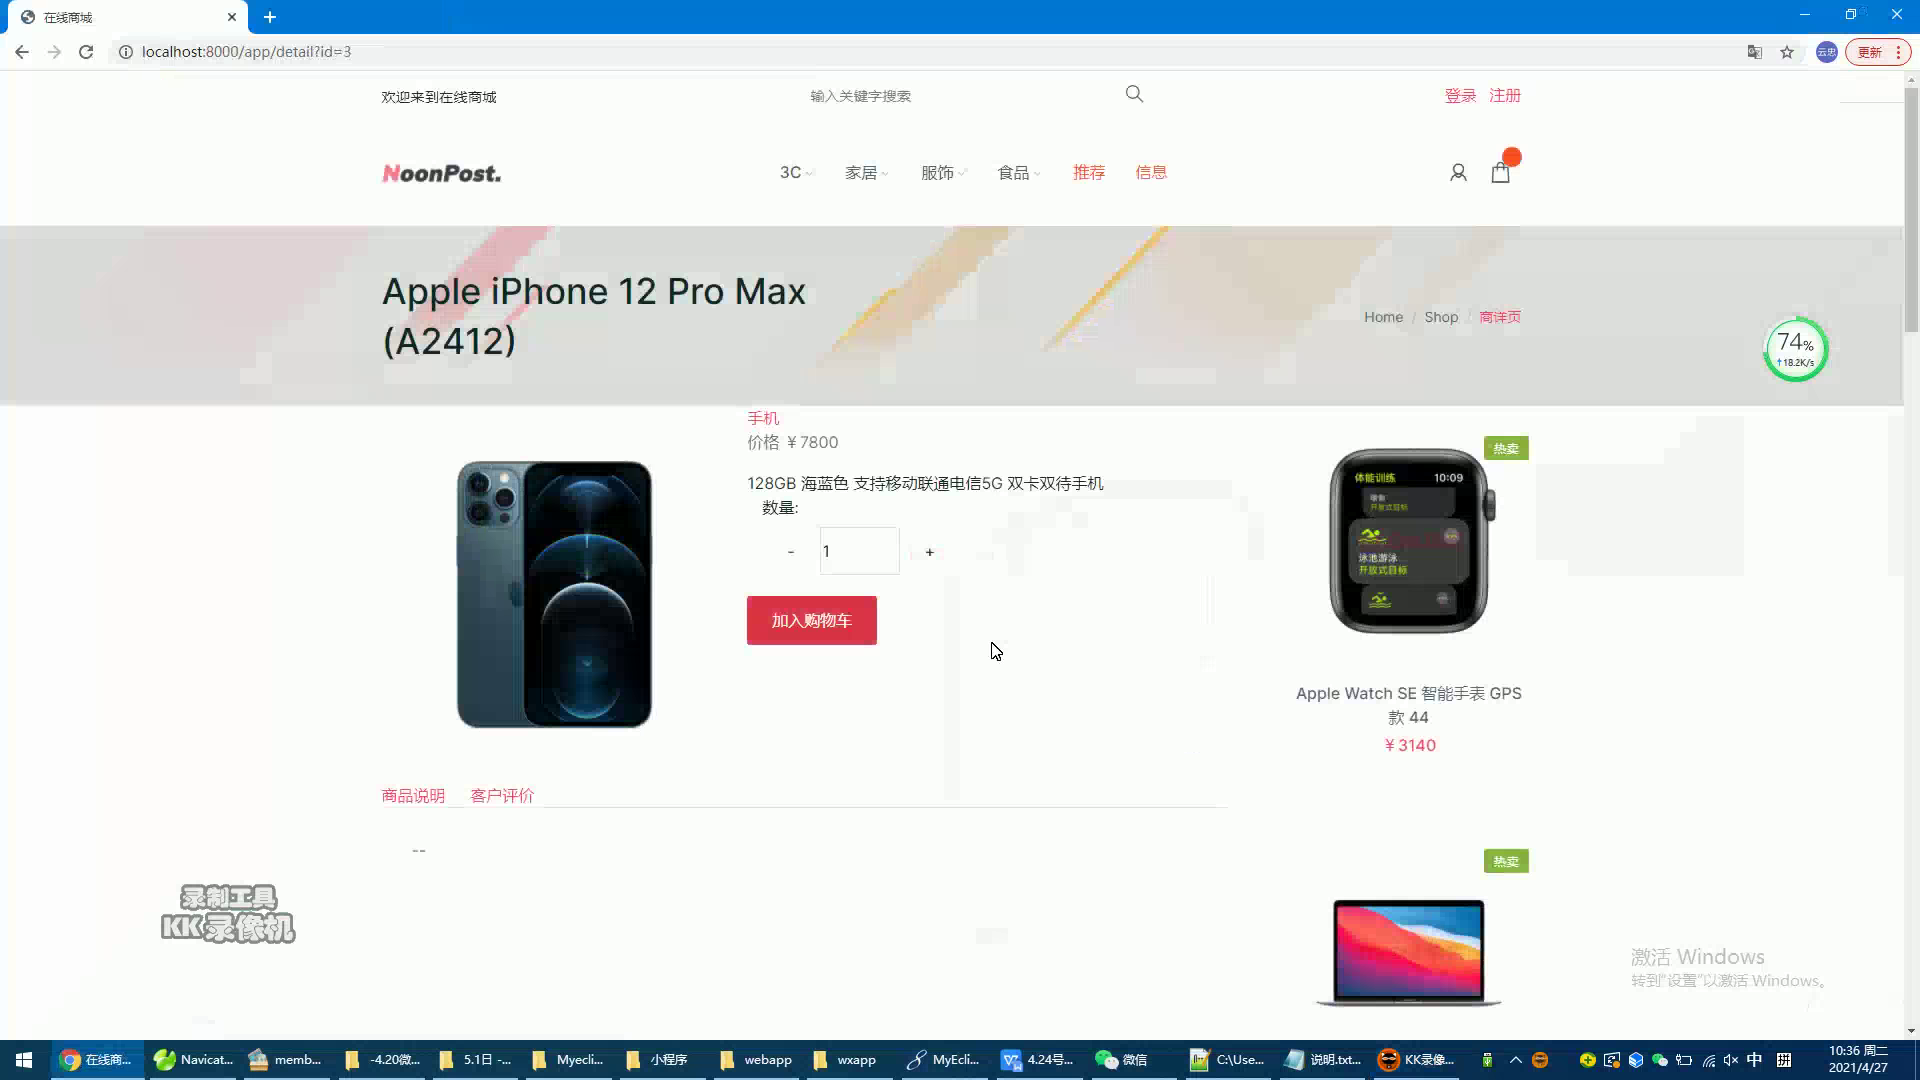 在线商城
localhost:8000/app/detail?id=3
更新
欢迎来到在线商城
输入关键字搜索
登录 注册
NoonPost.
3C 家居 服饰 食品 推荐 信息
Apple iPhone 12 Pro Max
(A2412)
Home / Shop / 商详页
74%
↑18.2K/s
手机
价格 ¥7800
128GB 海蓝色 支持移动联通电信5G 双卡双待手机
数量:
- 1 +
加入购物车
热卖
体能训练 10:09
开放式目标
泳池游泳
开放式目标
Apple Watch SE 智能手表 GPS
款 44
¥3140
商品说明 客户评价
--
热卖
录制工具
KK录像机
激活 Windows
转到"设置"以激活 Windows。
在线商... Navicat... memb... -4.20微... 5.1日 -... Myecli... 小程序 webapp wxapp MyEcli... 4.24号... 微信 C:\Use... 说明.txt... KK录像... 中 拼
10:36 周二
2021/4/27